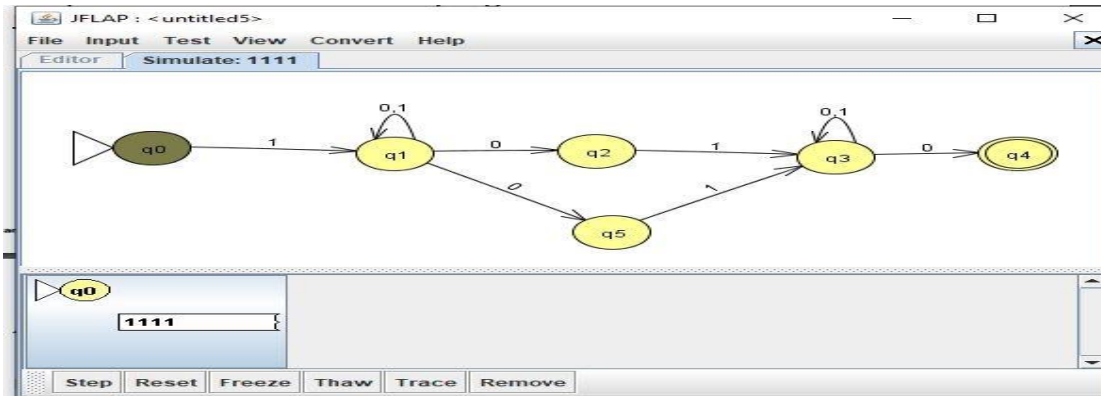 JFLAP : <untitled5>
File Input Test View Convert Help
Editor Simulate: 1111
0,1 0,1
q0 1 q1 0 q2 1 q3 0 q4
0 1
q5
q0
1111
Step Reset Freeze Thaw Trace Remove